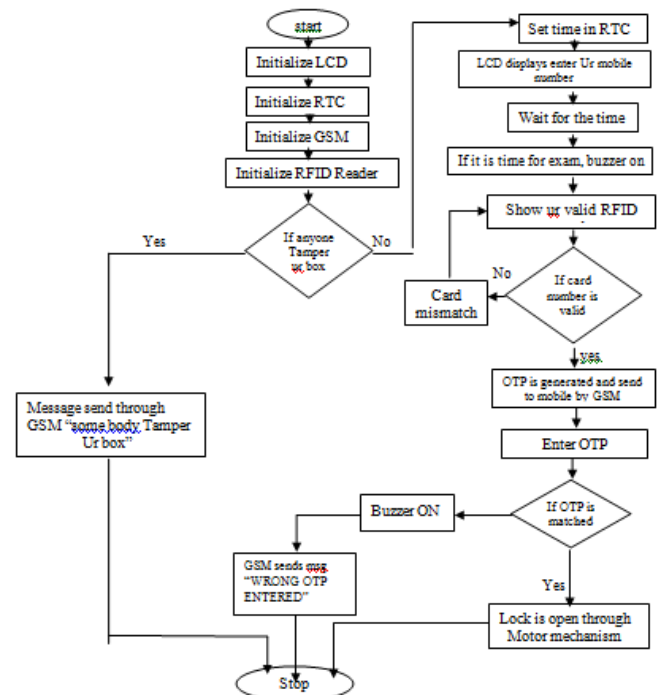 start
Initialize LCD
Initialize RTC
Initialize GSM
Initialize RFID Reader
If anyone
Tamper
ur box
Yes
No
Message send through
GSM “some body Tamper
Ur box”
Set time in RTC
LCD displays enter Ur mobile
number
Wait for the time
If it is time for exam, buzzer on
Show ur valid RFID
If card
number is
valid
No
Card
mismatch
yes
OTP is generated and send
to mobile by GSM
Enter OTP
If OTP is
matched
Buzzer ON
GSM sends msg
“WRONG OTP
ENTERED”
Yes
Lock is open through
Motor mechanism
Stop